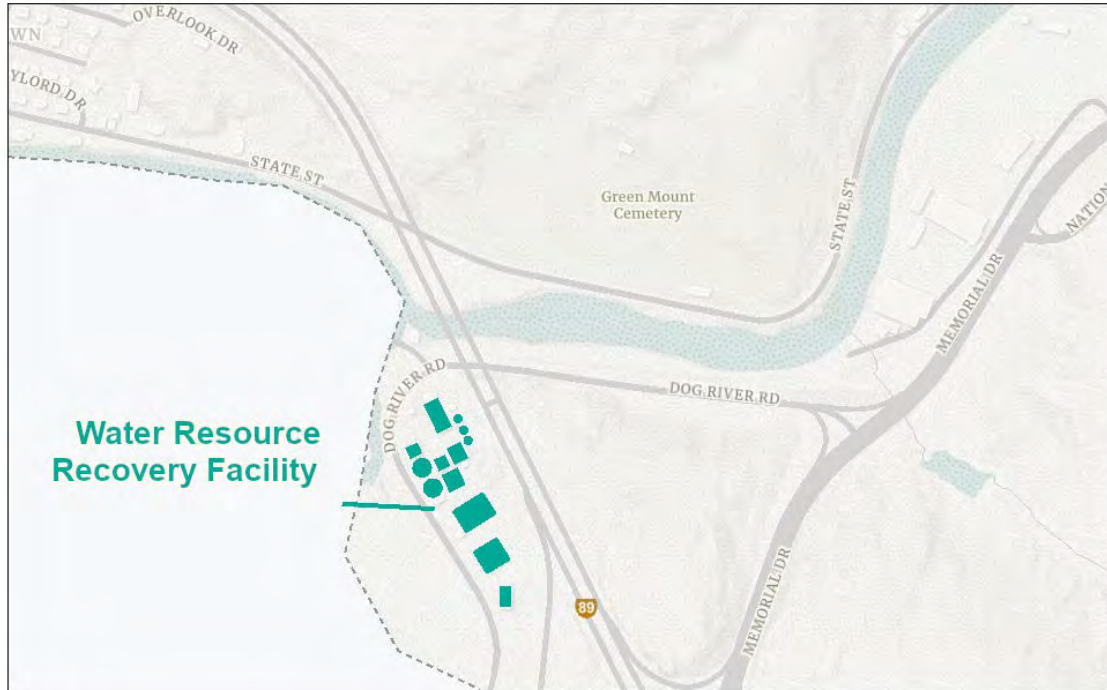 WN
OVERLOOK DR
YLORD DR
STATE ST
Green Mount
Cemetery
STATE ST
NATION
MEMORIAL DR
DOG RIVER RD
DOG RIVER RD
Water Resource
Recovery Facility
89
MEMORIAL DR